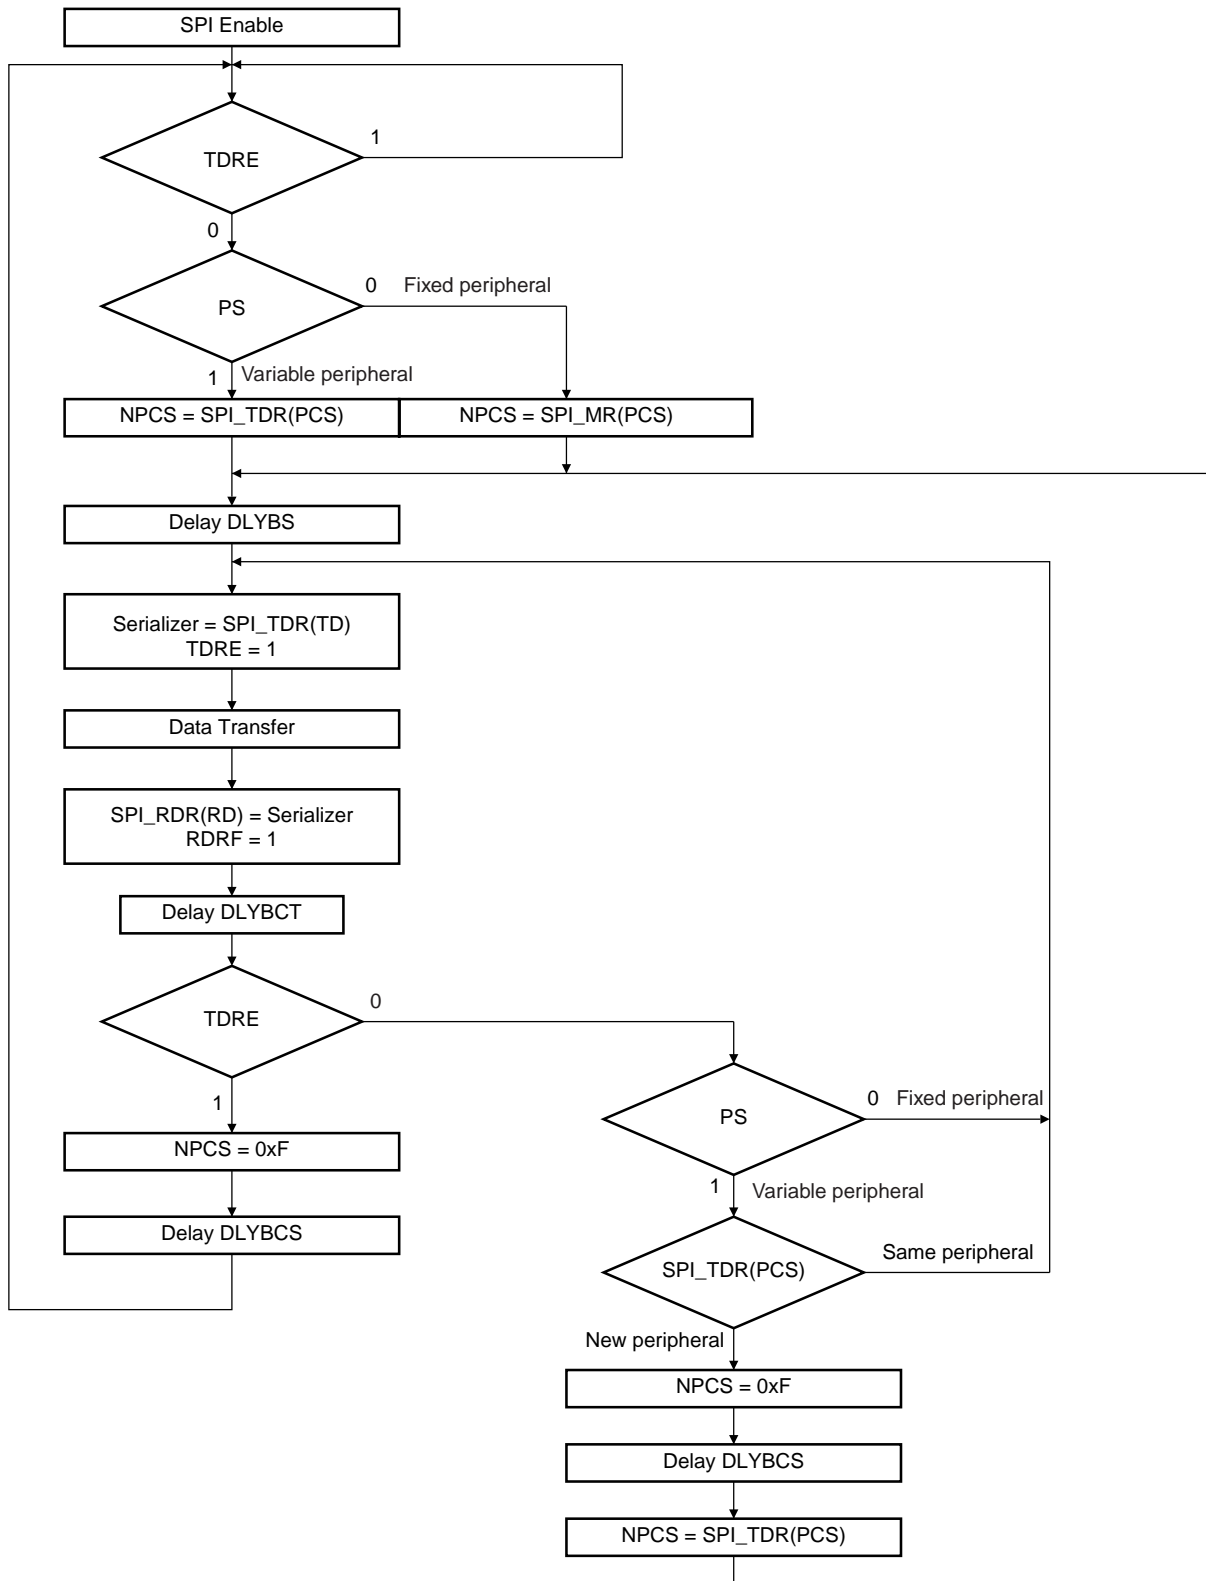 SPI Enable
TDRE
1
0
PS
0 Fixed peripheral
1 Variable peripheral
NPCS = SPI_TDR(PCS)
NPCS = SPI_MR(PCS)
Delay DLYBS
Serializer = SPI_TDR(TD)
TDRE = 1
Data Transfer
SPI_RDR(RD) = Serializer
RDRF = 1
Delay DLYBCT
TDRE
0
1
NPCS = 0xF
Delay DLYBCS
PS
0 Fixed peripheral
1 Variable peripheral
SPI_TDR(PCS)
Same peripheral
New peripheral
NPCS = 0xF
Delay DLYBCS
NPCS = SPI_TDR(PCS)